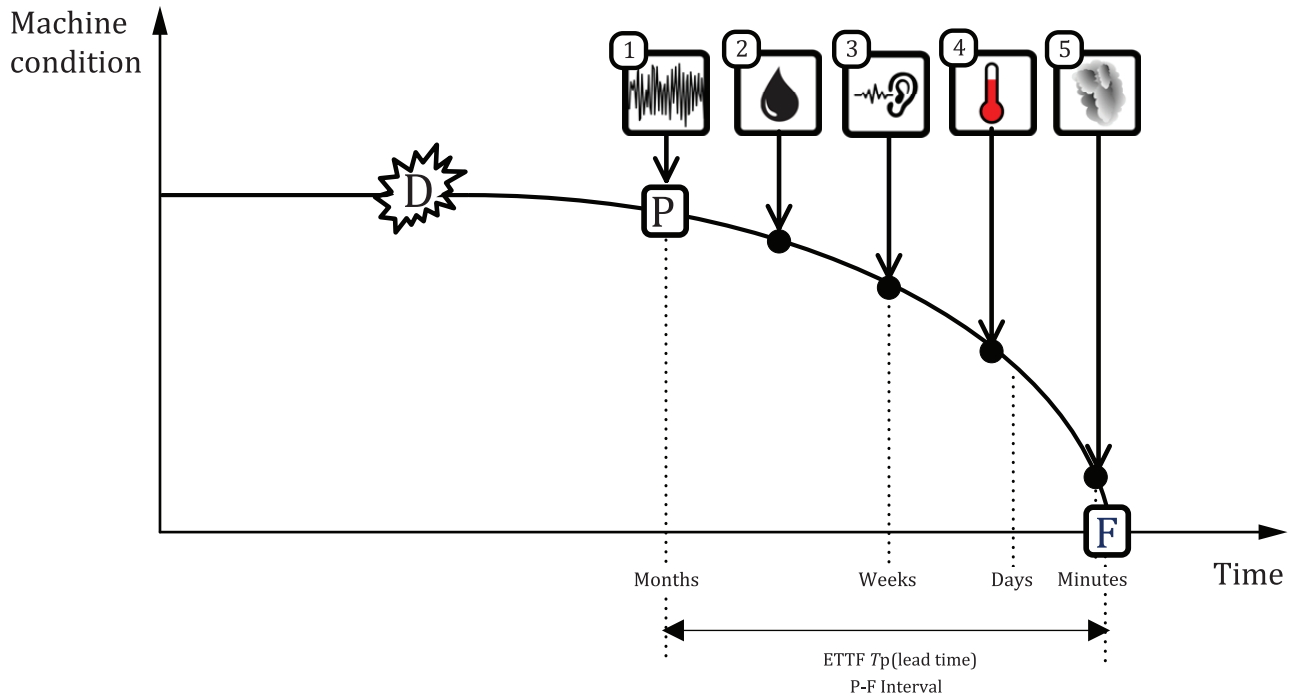 Machine
condition
1
2
3
4
5
D
P
F
Months
Weeks
Days
Minutes
Time
ETTF Tp(lead time)
P-F Interval